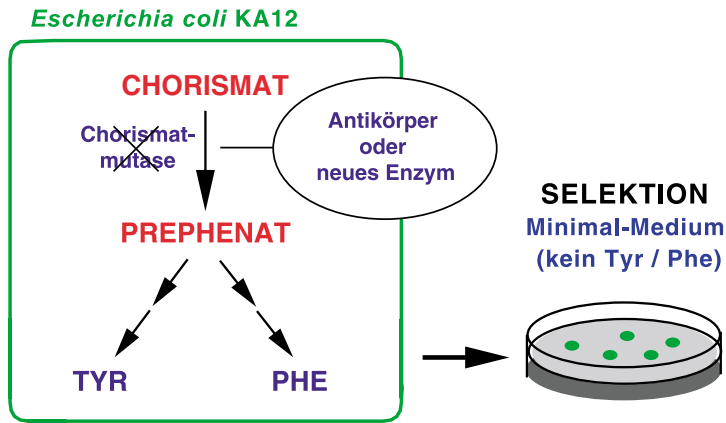 Escherichia coli KA12
CHORISMAT
Chorismat-
mutase
Antikörper
oder
neues Enzym
PREPHENAT
TYR
PHE
SELEKTION
Minimal-Medium
(kein Tyr / Phe)